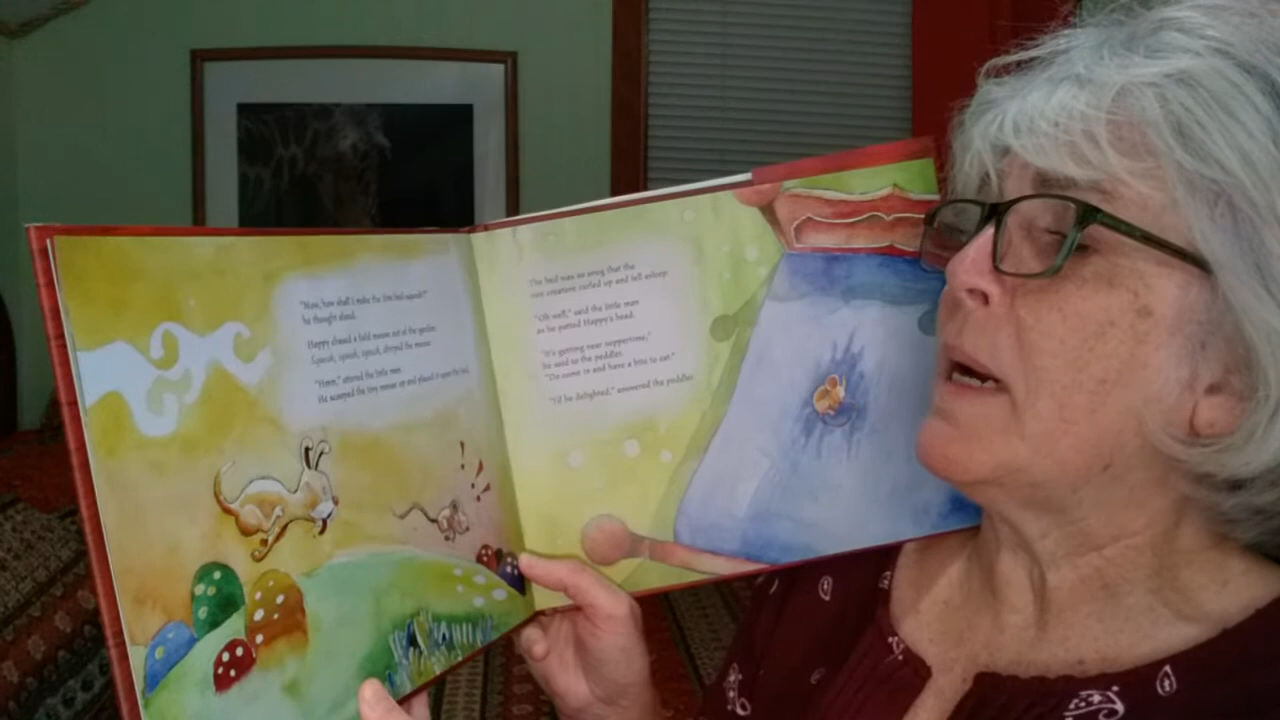 "Now, how shall I make the tiny bed squeak?"
he thought aloud.
Happy chased a field mouse out of the garden.
Squeak, squeak, squeak, chirped the mouse.
"Hmm," uttered the little man.
He scooped the tiny mouse up and placed it upon the bed.
The bed was so snug that the
wee creature curled up and fell asleep.
"Oh well," said the little man
as he patted Happy's head.
"It's getting near suppertime,"
he said to the peddler.
"Do come in and have a bite to eat."
"I'd be delighted," answered the peddler.